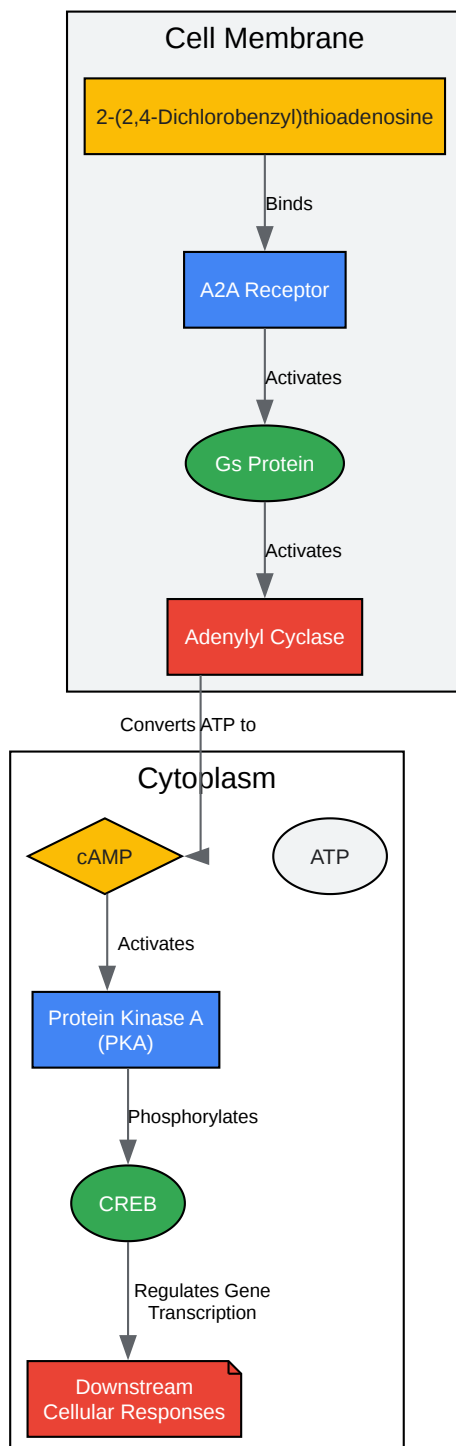 Cell Membrane
2-(2,4-Dichlorobenzyl)thioadenosine
Binds
A2A Receptor
Activates
Gs Protein
Activates
Adenylyl Cyclase
Converts ATP to
Cytoplasm
cAMP
ATP
Activates
Protein Kinase A
(PKA)
Phosphorylates
CREB
Regulates Gene
Transcription
Downstream
Cellular Responses